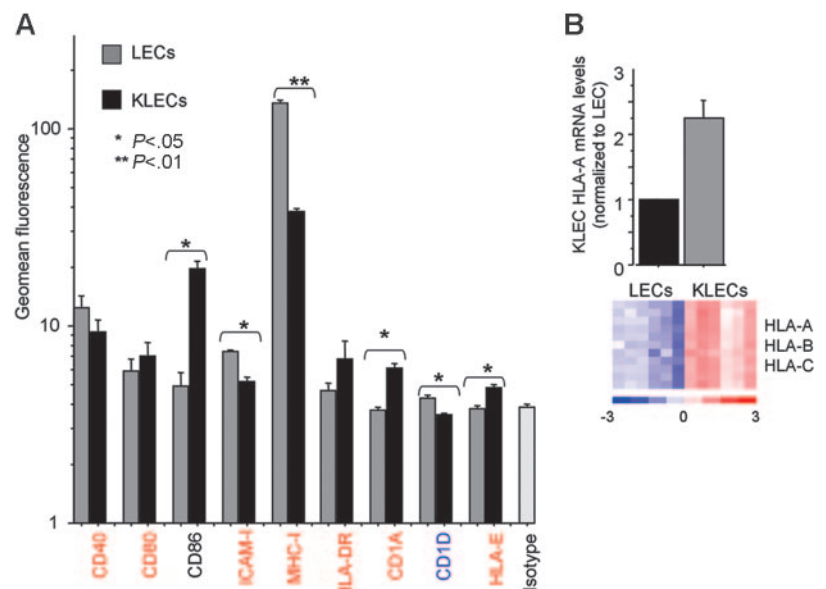 A
LECs
KLECs
* P<.05
** P<.01
Geomean fluorescence
100
10
1
*
*
**
*
*
*
CD40
CD80
CD86
ICAM-I
MHC-I
ILA-DR
CD1A
CD1D
HLA-E
Isotype
B
KLEC HLA-A mRNA levels
(normalized to LEC)
3
2
1
0
LECs KLECs
HLA-A
HLA-B
HLA-C
-3 0 3